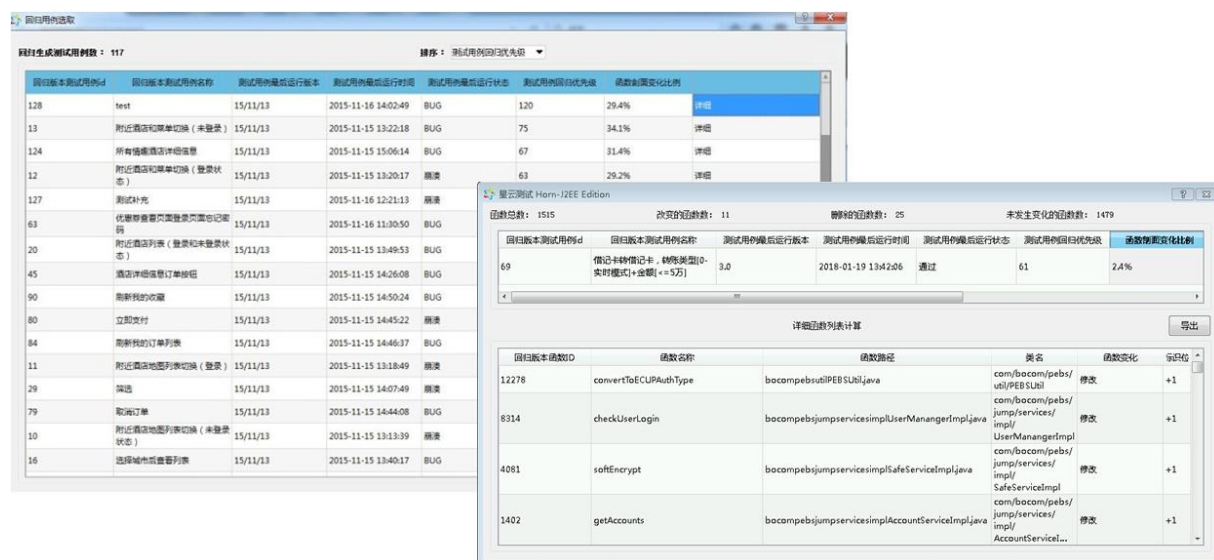 回归用例选取
回归生成测试用例数： 117
排序： 测试用例回归优先级
回归版本测试用例id 回归版本测试用例名称 测试用例最后运行版本 测试用例最后运行时间 测试用例最后运行状态 测试用例回归优先级 函数剖面变化比例
128 test 15/11/13 2015-11-16 14:02:49 BUG 120 29.4% 详细
13 附近酒店和菜单切换（未登录） 15/11/13 2015-11-15 13:22:18 BUG 75 34.1% 详细
124 所有情趣酒店详细信息 15/11/13 2015-11-15 15:06:14 BUG 67 31.4% 详细
12 附近酒店和菜单切换（登录状
态） 15/11/13 2015-11-15 13:20:17 崩溃 63 29.2% 详细
127 测试补充 15/11/13 2015-11-16 12:21:13 崩溃
63 优惠券查看页面登录页面忘记密
码 15/11/13 2015-11-16 11:30:50 BUG
20 附近酒店列表（登录和未登录状
态） 15/11/13 2015-11-15 13:49:53 BUG
45 酒店详细信息订单按钮 15/11/13 2015-11-15 14:26:08 BUG
90 刷新我的收藏 15/11/13 2015-11-15 14:50:24 BUG
80 立即支付 15/11/13 2015-11-15 14:45:22 崩溃
84 刷新我的订单列表 15/11/13 2015-11-15 14:46:37 BUG
11 附近酒店地图列表切换（登录） 15/11/13 2015-11-15 13:18:49 崩溃
29 筛选 15/11/13 2015-11-15 14:07:49 崩溃
79 取消订单 15/11/13 2015-11-15 14:44:08 BUG
10 附近酒店地图列表切换（未登录
状态） 15/11/13 2015-11-15 13:13:39 崩溃
16 选择城市后查看列表 15/11/13 2015-11-15 13:40:17 BUG
星云测试 Horn-J2EE Edition
函数总数： 1515 改变的函数数： 11 删除的函数数： 25 未发生变化的函数数： 1479
回归版本测试用例id 回归版本测试用例名称 测试用例最后运行版本 测试用例最后运行时间 测试用例最后运行状态 测试用例回归优先级 函数剖面变化比例
69 借记卡转借记卡，转账类型[0-
实时模式]+金额[<=5万] 3.0 2018-01-19 13:42:06 通过 61 2.4%
详细函数列表计算
导出
回归版本函数ID 函数名称 函数路径 类名 函数变化 标识位
12278 convertToECUPAuthType bocompebsutilPEBSUtil.java com/bocom/pebs/
util/PEBSUtil 修改 +1
8314 checkUserLogin bocompebsjumpservicesimplUserManangerImpl.java com/bocom/pebs/
jump/services/
impl/
UserManangerImpl 修改 +1
4081 softEncrypt bocompebsjumpservicesimplSafeServiceImpl.java com/bocom/pebs/
jump/services/
impl/
SafeServiceImpl 修改 +1
1402 getAccounts bocompebsjumpservicesimplAccountServiceImpl.java com/bocom/pebs/
jump/services/
impl/
AccountServiceI... 修改 +1